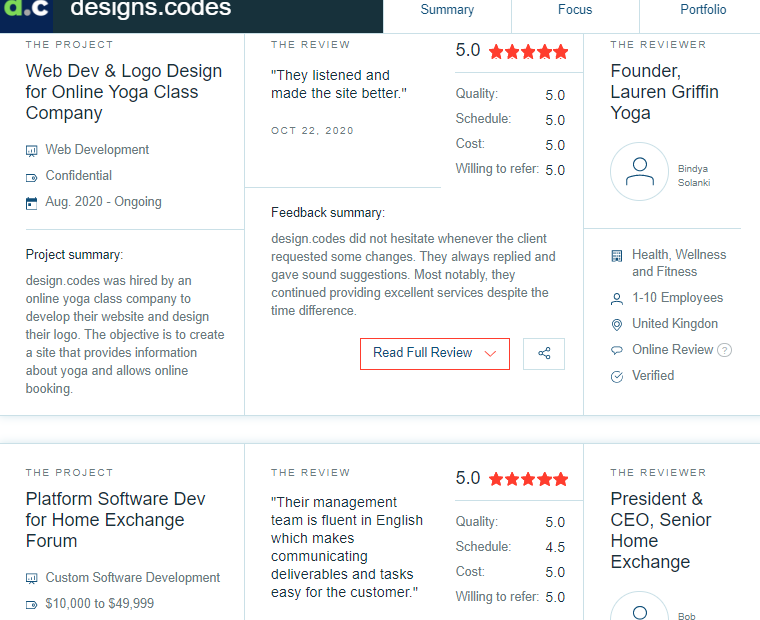 d.c designs.codes
Summary
Focus
Portfolio
THE PROJECT
Web Dev & Logo Design
for Online Yoga Class
Company
Web Development
Confidential
Aug. 2020 - Ongoing
Project summary:
design.codes was hired by an
online yoga class company to
develop their website and design
their logo. The objective is to create
a site that provides information
about yoga and allows online
booking.
THE REVIEW
"They listened and
made the site better."
OCT 22, 2020
5.0
Quality: 5.0
Schedule: 5.0
Cost: 5.0
Willing to refer: 5.0
Feedback summary:
design.codes did not hesitate whenever the client
requested some changes. They always replied and
gave sound suggestions. Most notably, they
continued providing excellent services despite the
time difference.
Read Full Review
THE REVIEWER
Founder,
Lauren Griffin
Yoga
Bindya
Solanki
Health, Wellness
and Fitness
1-10 Employees
United Kingdon
Online Review ?
Verified
THE PROJECT
Platform Software Dev
for Home Exchange
Forum
Custom Software Development
$10,000 to $49,999
THE REVIEW
"Their management
team is fluent in English
which makes
communicating
deliverables and tasks
easy for the customer."
5.0
Quality: 5.0
Schedule: 4.5
Cost: 5.0
Willing to refer: 5.0
THE REVIEWER
President &
CEO, Senior
Home
Exchange
Bob